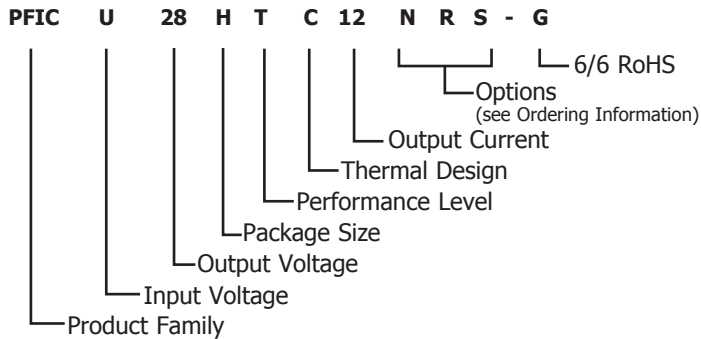 PFIC U 28 H T C 12 N R S - G
6/6 RoHS
Options
(see Ordering Information)
Output Current
Thermal Design
Performance Level
Package Size
Output Voltage
Input Voltage
Product Family